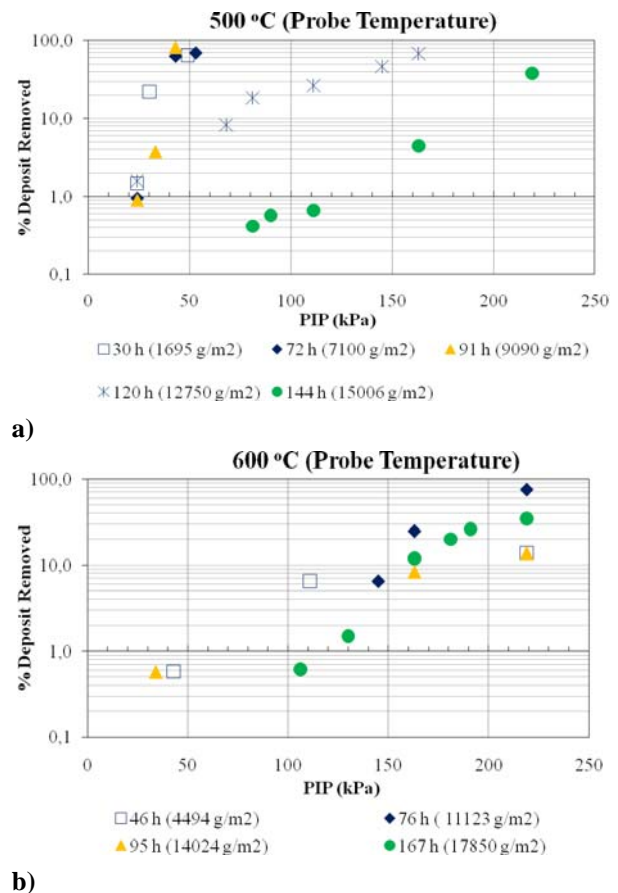 500 °C (Probe Temperature)
% Deposit Removed
100,0
10,0
1,0
0,1
0 50 100 150 200 250
PIP (kPa)
30 h (1695 g/m2) 72 h (7100 g/m2) 91 h (9090 g/m2)
120 h (12750 g/m2) 144 h (15006 g/m2)
a)
600 °C (Probe Temperature)
% Deposit Removed
100,0
10,0
1,0
0,1
0 50 100 150 200 250
PIP (kPa)
46 h (4494 g/m2) 76 h ( 11123 g/m2)
95 h (14024 g/m2) 167 h (17850 g/m2)
b)